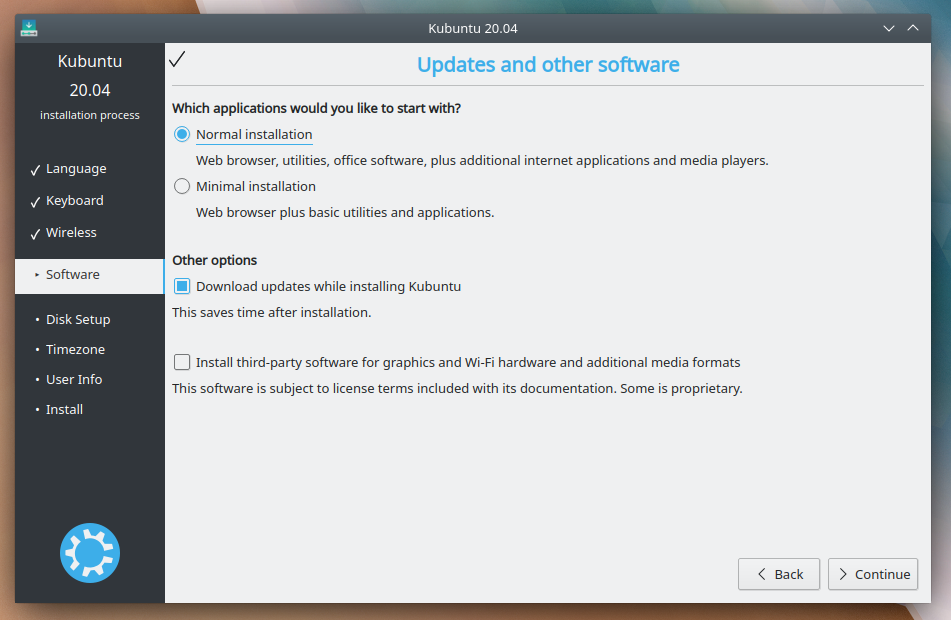 Kubuntu 20.04
Kubuntu
20.04
installation process
Language
Keyboard
Wireless
Software
Disk Setup
Timezone
User Info
Install
Updates and other software
Which applications would you like to start with?
Normal installation
Web browser, utilities, office software, plus additional internet applications and media players.
Minimal installation
Web browser plus basic utilities and applications.
Other options
Download updates while installing Kubuntu
This saves time after installation.
Install third-party software for graphics and Wi-Fi hardware and additional media formats
This software is subject to license terms included with its documentation. Some is proprietary.
Back
Continue